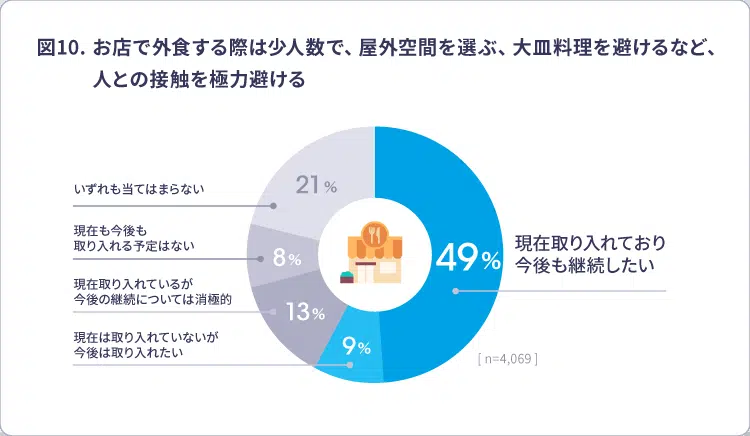 図10. お店で外食する際は少人数で、屋外空間を選ぶ、大皿料理を避けるなど、
人との接触を極力避ける
49%
現在取り入れており
今後も継続したい
9%
現在は取り入れていないが
今後は取り入れたい
13%
現在取り入れているが
今後の継続については消極的
8%
現在も今後も
取り入れる予定はない
21%
いずれも当てはまらない
[ n=4,069 ]